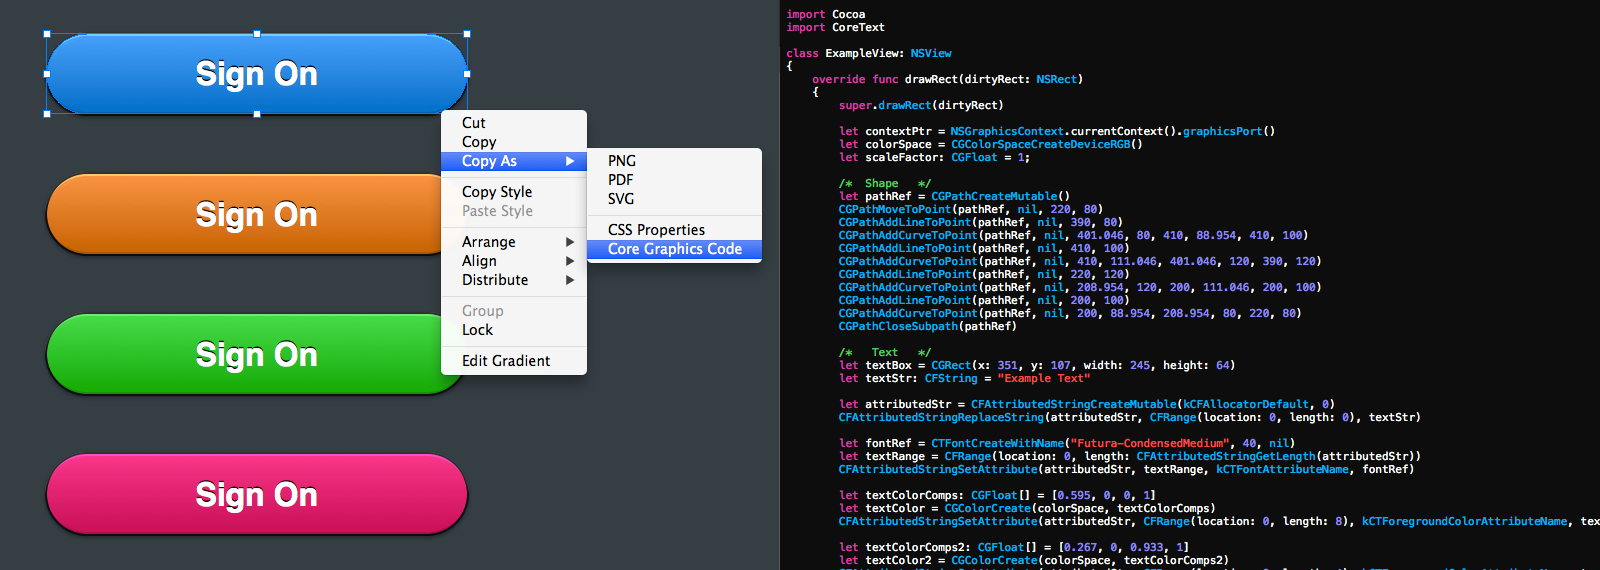 Sign On
Sign On
Sign On
Sign On
Cut
Copy
Copy As
Copy Style
Paste Style
Arrange
Align
Distribute
Group
Lock
Edit Gradient
PNG
PDF
SVG
CSS Properties
Core Graphics Code
import Cocoa
import CoreText
class ExampleView: NSView
{
override func drawRect(dirtyRect: NSRect)
{
super.drawRect(dirtyRect)
let contextPtr = NSGraphicsContext.currentContext().graphicsPort()
let colorSpace = CGColorSpaceCreateDeviceRGB()
let scaleFactor: CGFloat = 1;
/*  Shape   */
let pathRef = CGPathCreateMutable()
CGPathMoveToPoint(pathRef, nil, 220, 80)
CGPathAddLineToPoint(pathRef, nil, 390, 80)
CGPathAddCurveToPoint(pathRef, nil, 401.046, 80, 410, 88.954, 410, 100)
CGPathAddLineToPoint(pathRef, nil, 410, 100)
CGPathAddCurveToPoint(pathRef, nil, 410, 111.046, 401.046, 120, 390, 120)
CGPathAddLineToPoint(pathRef, nil, 220, 120)
CGPathAddCurveToPoint(pathRef, nil, 208.954, 120, 200, 111.046, 200, 100)
CGPathAddLineToPoint(pathRef, nil, 200, 100)
CGPathAddCurveToPoint(pathRef, nil, 200, 88.954, 208.954, 80, 220, 80)
CGPathCloseSubpath(pathRef)
/*   Text   */
let textBox = CGRect(x: 351, y: 107, width: 245, height: 64)
let textStr: CFString = "Example Text"
let attributedStr = CFAttributedStringCreateMutable(kCFAllocatorDefault, 0)
CFAttributedStringReplaceString(attributedStr, CFRange(location: 0, length: 0), textStr)
let fontRef = CTFontCreateWithName("Futura-CondensedMedium", 40, nil)
let textRange = CFRange(location: 0, length: CFAttributedStringGetLength(attributedStr))
CFAttributedStringSetAttribute(attributedStr, textRange, kCTFontAttributeName, fontRef)
let textColorComps: CGFloat[] = [0.595, 0, 0, 1]
let textColor = CGColorCreate(colorSpace, textColorComps)
CFAttributedStringSetAttribute(attributedStr, CFRange(location: 0, length: 8), kCTForegroundColorAttributeName, tex
let textColorComps2: CGFloat[] = [0.267, 0, 0.933, 1]
let textColor2 = CGColorCreate(colorSpace, textColorComps2)